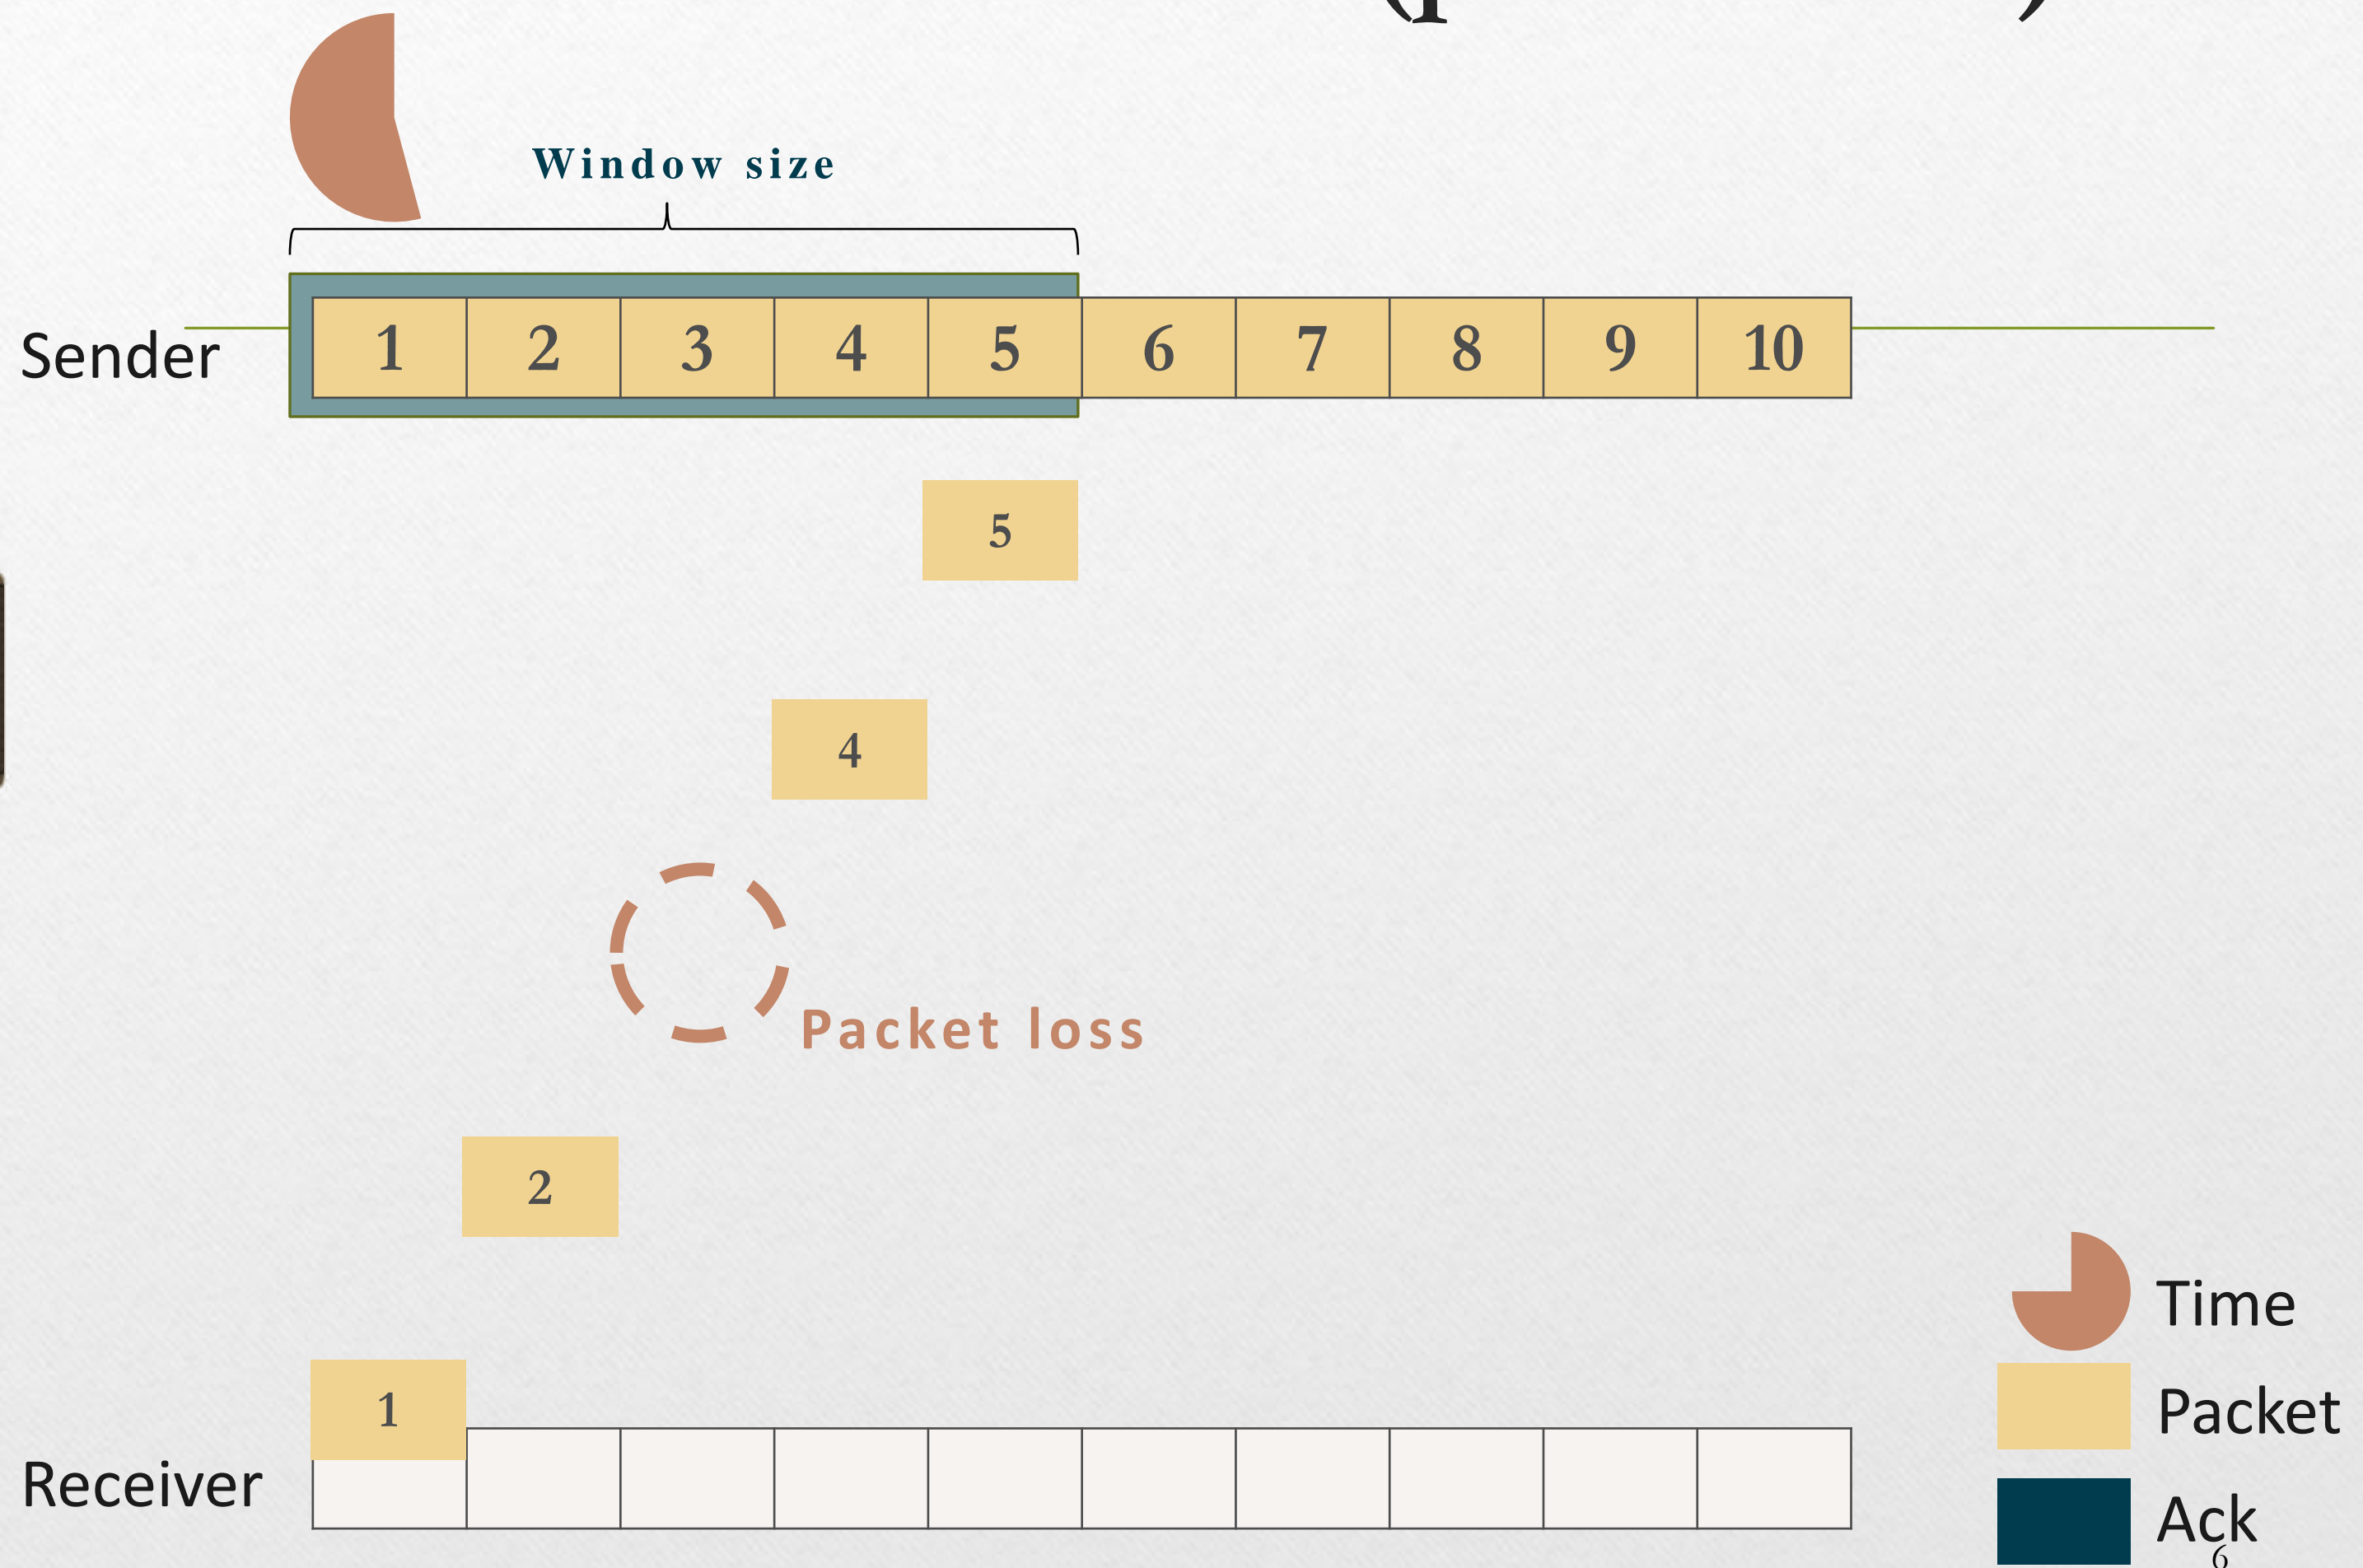 Window size
Sender
1 2 3 4 5 6 7 8 9 10
5
4
Packet loss
2
1
Receiver
Time
Packet
Ack
6